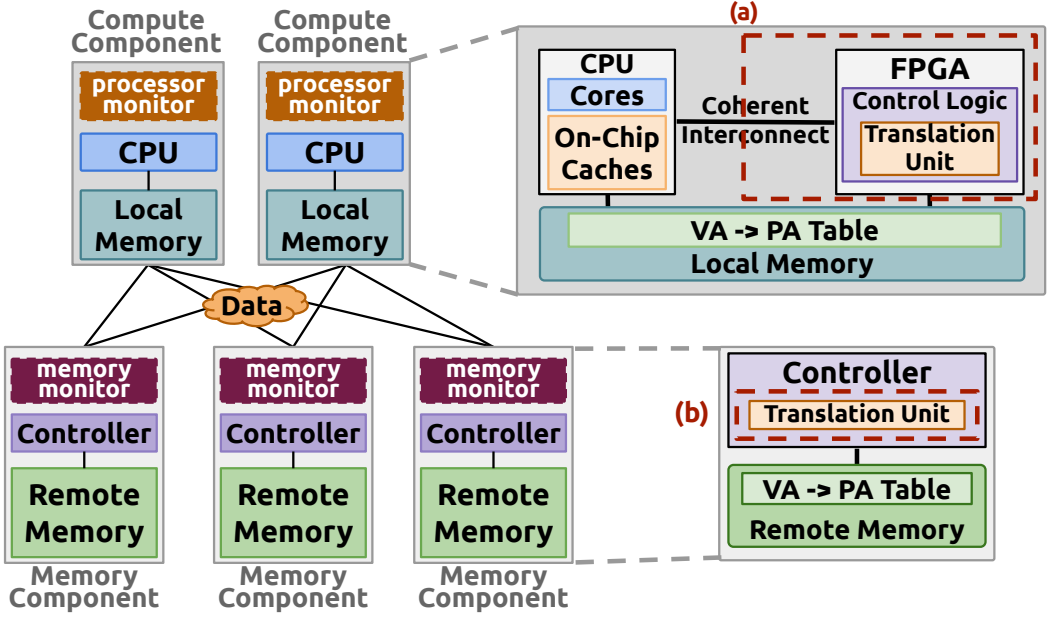 Compute
Component
processor
monitor
CPU
Local
Memory
Compute
Component
processor
monitor
CPU
Local
Memory
(a)
CPU
Cores
On-Chip
Caches
Coherent
Interconnect
FPGA
Control Logic
Translation
Unit
VA -> PA Table
Local Memory
Data
memory
monitor
Controller
Remote
Memory
Memory
Component
memory
monitor
Controller
Remote
Memory
Memory
Component
memory
monitor
Controller
Remote
Memory
Memory
Component
(b)
Controller
Translation Unit
VA -> PA Table
Remote Memory